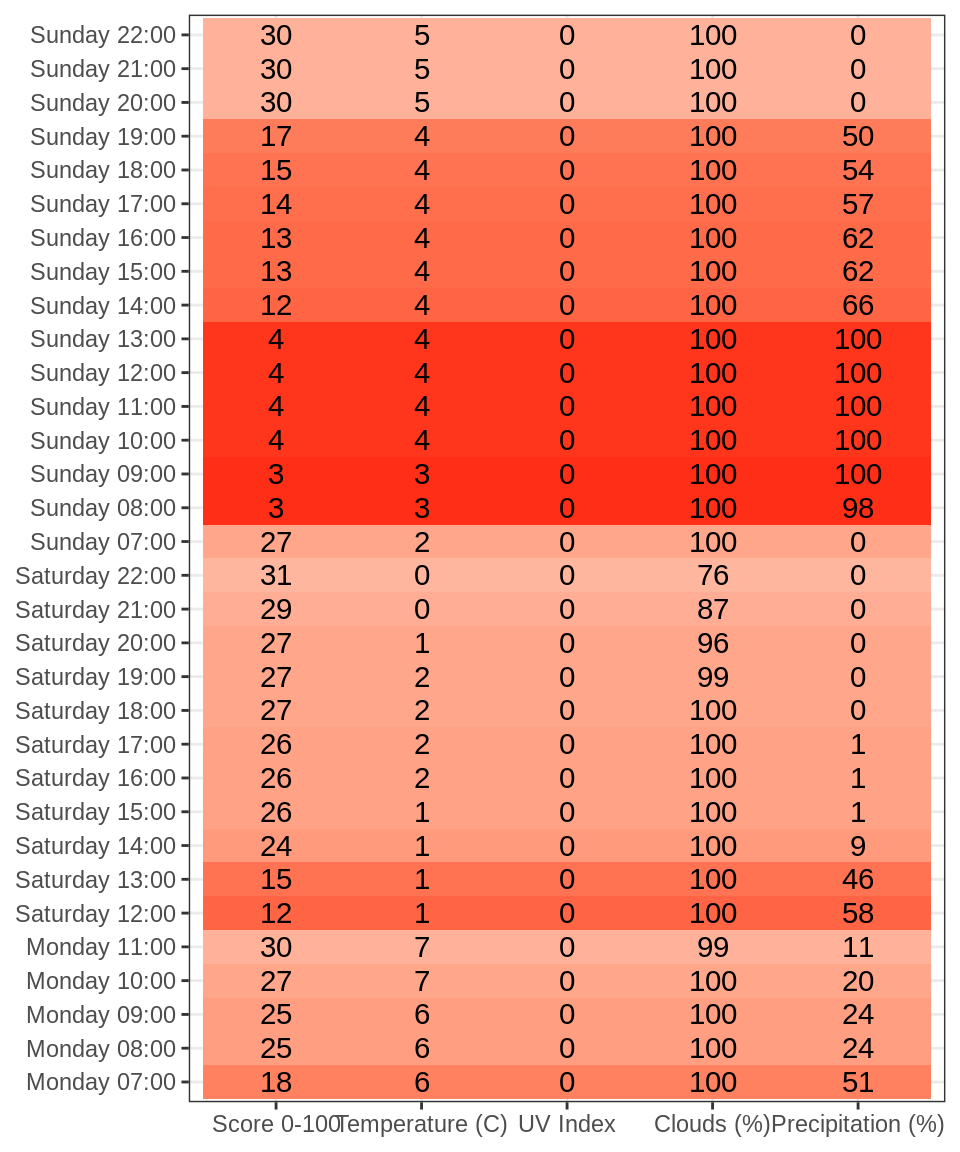 Sunday 22:00 30 5 0 100 0
Sunday 21:00 30 5 0 100 0
Sunday 20:00 30 5 0 100 0
Sunday 19:00 17 4 0 100 50
Sunday 18:00 15 4 0 100 54
Sunday 17:00 14 4 0 100 57
Sunday 16:00 13 4 0 100 62
Sunday 15:00 13 4 0 100 62
Sunday 14:00 12 4 0 100 66
Sunday 13:00 4 4 0 100 100
Sunday 12:00 4 4 0 100 100
Sunday 11:00 4 4 0 100 100
Sunday 10:00 4 4 0 100 100
Sunday 09:00 3 3 0 100 100
Sunday 08:00 3 3 0 100 98
Sunday 07:00 27 2 0 100 0
Saturday 22:00 31 0 0 76 0
Saturday 21:00 29 0 0 87 0
Saturday 20:00 27 1 0 96 0
Saturday 19:00 27 2 0 99 0
Saturday 18:00 27 2 0 100 0
Saturday 17:00 26 2 0 100 1
Saturday 16:00 26 2 0 100 1
Saturday 15:00 26 1 0 100 1
Saturday 14:00 24 1 0 100 9
Saturday 13:00 15 1 0 100 46
Saturday 12:00 12 1 0 100 58
Monday 11:00 30 7 0 99 11
Monday 10:00 27 7 0 100 20
Monday 09:00 25 6 0 100 24
Monday 08:00 25 6 0 100 24
Monday 07:00 18 6 0 100 51
Score 0-100 Temperature (C) UV Index Clouds (%) Precipitation (%)